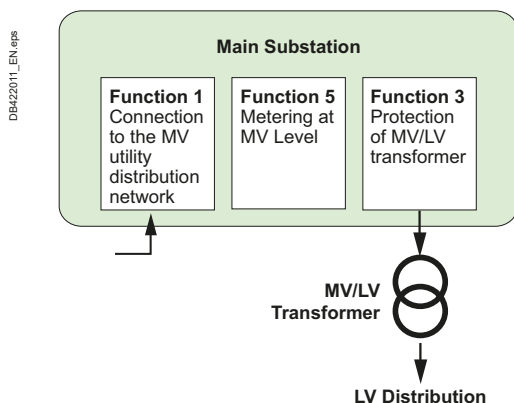 DB422011_EN.eps
Main Substation
Function 1
Connection
to the MV
utility
distribution
network
Function 5
Metering at
MV Level
Function 3
Protection
of MV/LV
transformer
MV/LV
Transformer
LV Distribution